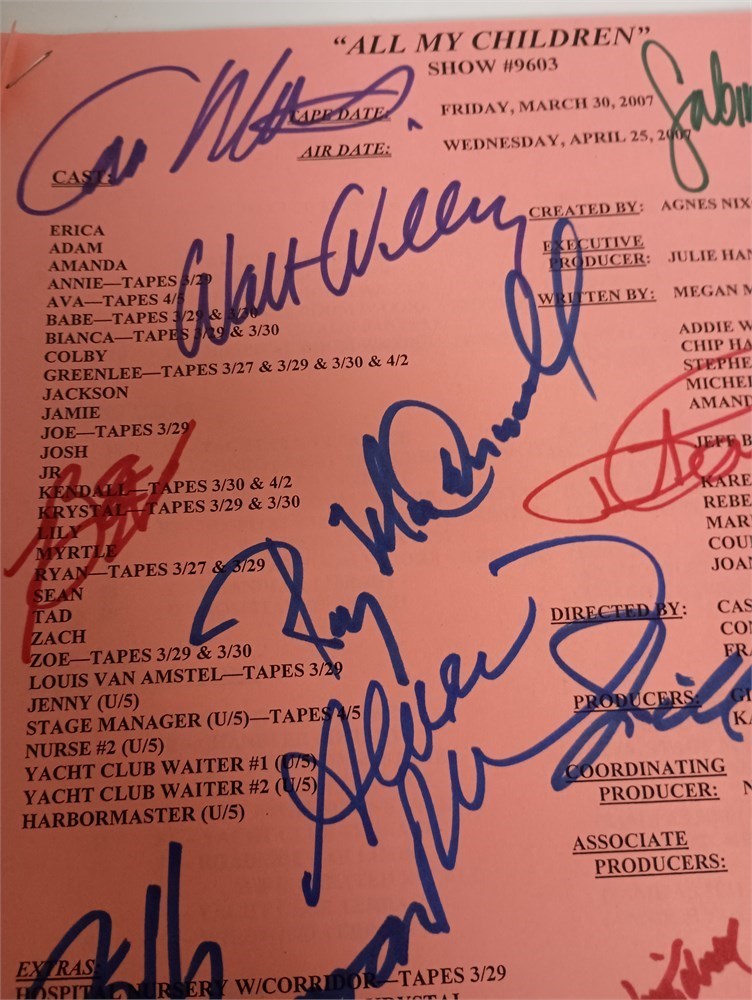 "ALL MY CHILDREN"
SHOW #9603
TAPE DATE: FRIDAY, MARCH 30, 2007
AIR DATE: WEDNESDAY, APRIL 25, 2007
CAST:
ERICA
ADAM
AMANDA
ANNIE—TAPES 3/29
AVA—TAPES 4/5
BABE—TAPES 3/29 & 3/30
BIANCA—TAPES 3/29 & 3/30
COLBY
GREENLEE—TAPES 3/27 & 3/29 & 3/30 & 4/2
JACKSON
JAMIE
JOE—TAPES 3/29
JOSH
JR
KENDALL—TAPES 3/30 & 4/2
KRYSTAL—TAPES 3/29 & 3/30
LILY
MYRTLE
RYAN—TAPES 3/27 & 3/29
SEAN
TAD
ZACH
ZOE—TAPES 3/29 & 3/30
LOUIS VAN AMSTEL—TAPES 3/29
JENNY (U/5)
STAGE MANAGER (U/5)—TAPES 4/5
NURSE #2 (U/5)
YACHT CLUB WAITER #1 (U/5)
YACHT CLUB WAITER #2 (U/5)
HARBORMASTER (U/5)
EXTRAS:
HOSPITAL NURSERY W/CORRIDOR—TAPES 3/29
CREATED BY: AGNES NIX
EXECUTIVE
PRODUCER: JULIE HAN
WRITTEN BY: MEGAN M
ADDIE W
CHIP HA
STEPHE
MICHEL
AMAND
JEFF B
KARE
REBE
MAR
COU
JOAN
DIRECTED BY: CAS
CON
FRA
PRODUCERS: G
KA
COORDINATING
PRODUCER: N
ASSOCIATE
PRODUCERS:
Walt Willey
Ray MacDonnell
Sabin